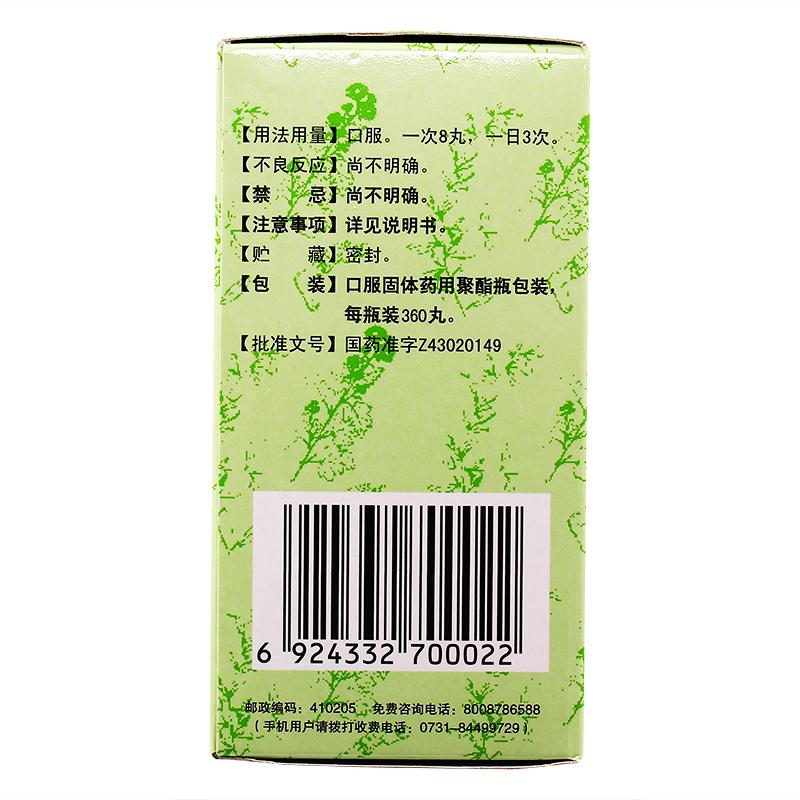 【用法用量】口服。一次8丸，一日3次。
【不良反应】尚不明确。
【禁　　忌】尚不明确。
【注意事项】详见说明书。
【贮　　藏】密封。
【包　　装】口服固体药用聚酯瓶包装，
每瓶装360丸。
【批准文号】国药准字Z43020149
6 924332 700022
邮政编码：410205　免费咨询电话：8008786588
（手机用户请拨打收费电话：0731-84499729）